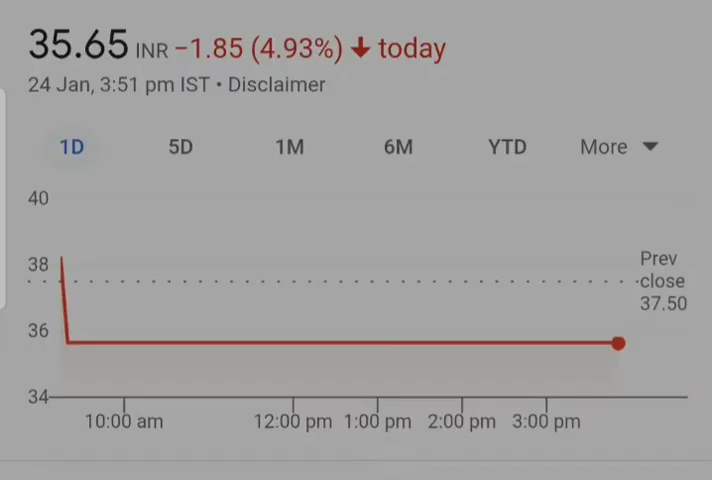 35.65 INR −1.85 (4.93%) ↓ today
24 Jan, 3:51 pm IST • Disclaimer
1D 5D 1M 6M YTD More
40
38
36
34
Prev
close
37.50
10:00 am 12:00 pm 1:00 pm 2:00 pm 3:00 pm